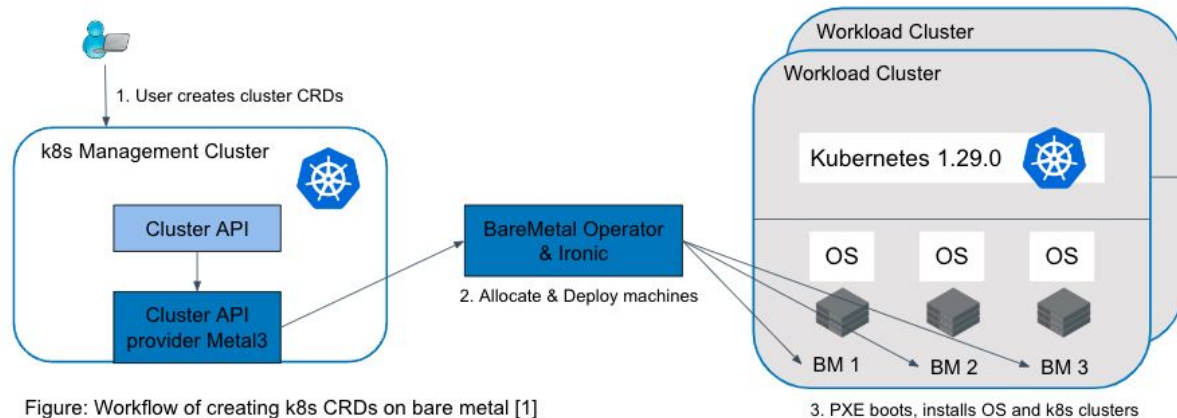 1. User creates cluster CRDs
k8s Management Cluster
Cluster API
Cluster API
provider Metal3
BareMetal Operator
& Ironic
2. Allocate & Deploy machines
Workload Cluster
Workload Cluster
Kubernetes 1.29.0
OS
OS
OS
BM 1
BM 2
BM 3
3. PXE boots, installs OS and k8s clusters
Figure: Workflow of creating k8s CRDs on bare metal [1]